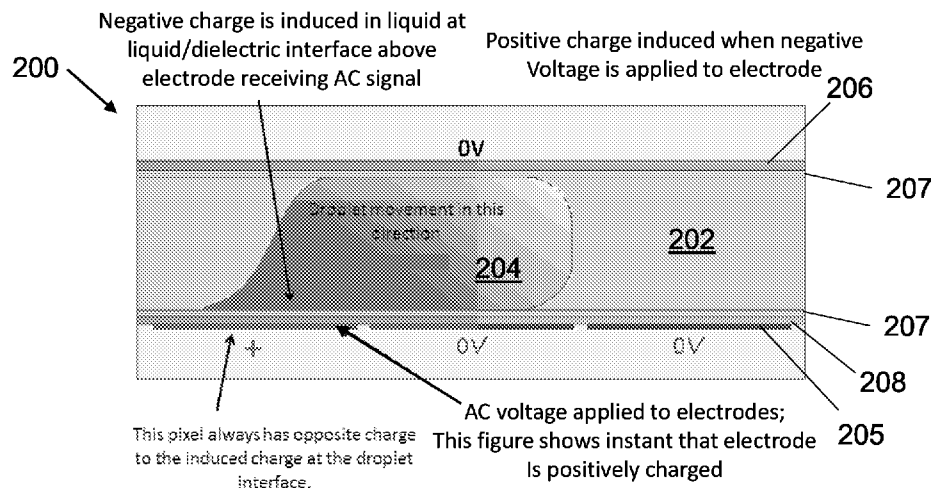 Negative charge is induced in liquid at
liquid/dielectric interface above
electrode receiving AC signal
Positive charge induced when negative
Voltage is applied to electrode
200
206
0V
207
Droplet movement in this
direction
202
204
207
+
0V
0V
208
205
AC voltage applied to electrodes;
This figure shows instant that electrode
Is positively charged
This pixel always has opposite charge
to the induced charge at the droplet
interface.